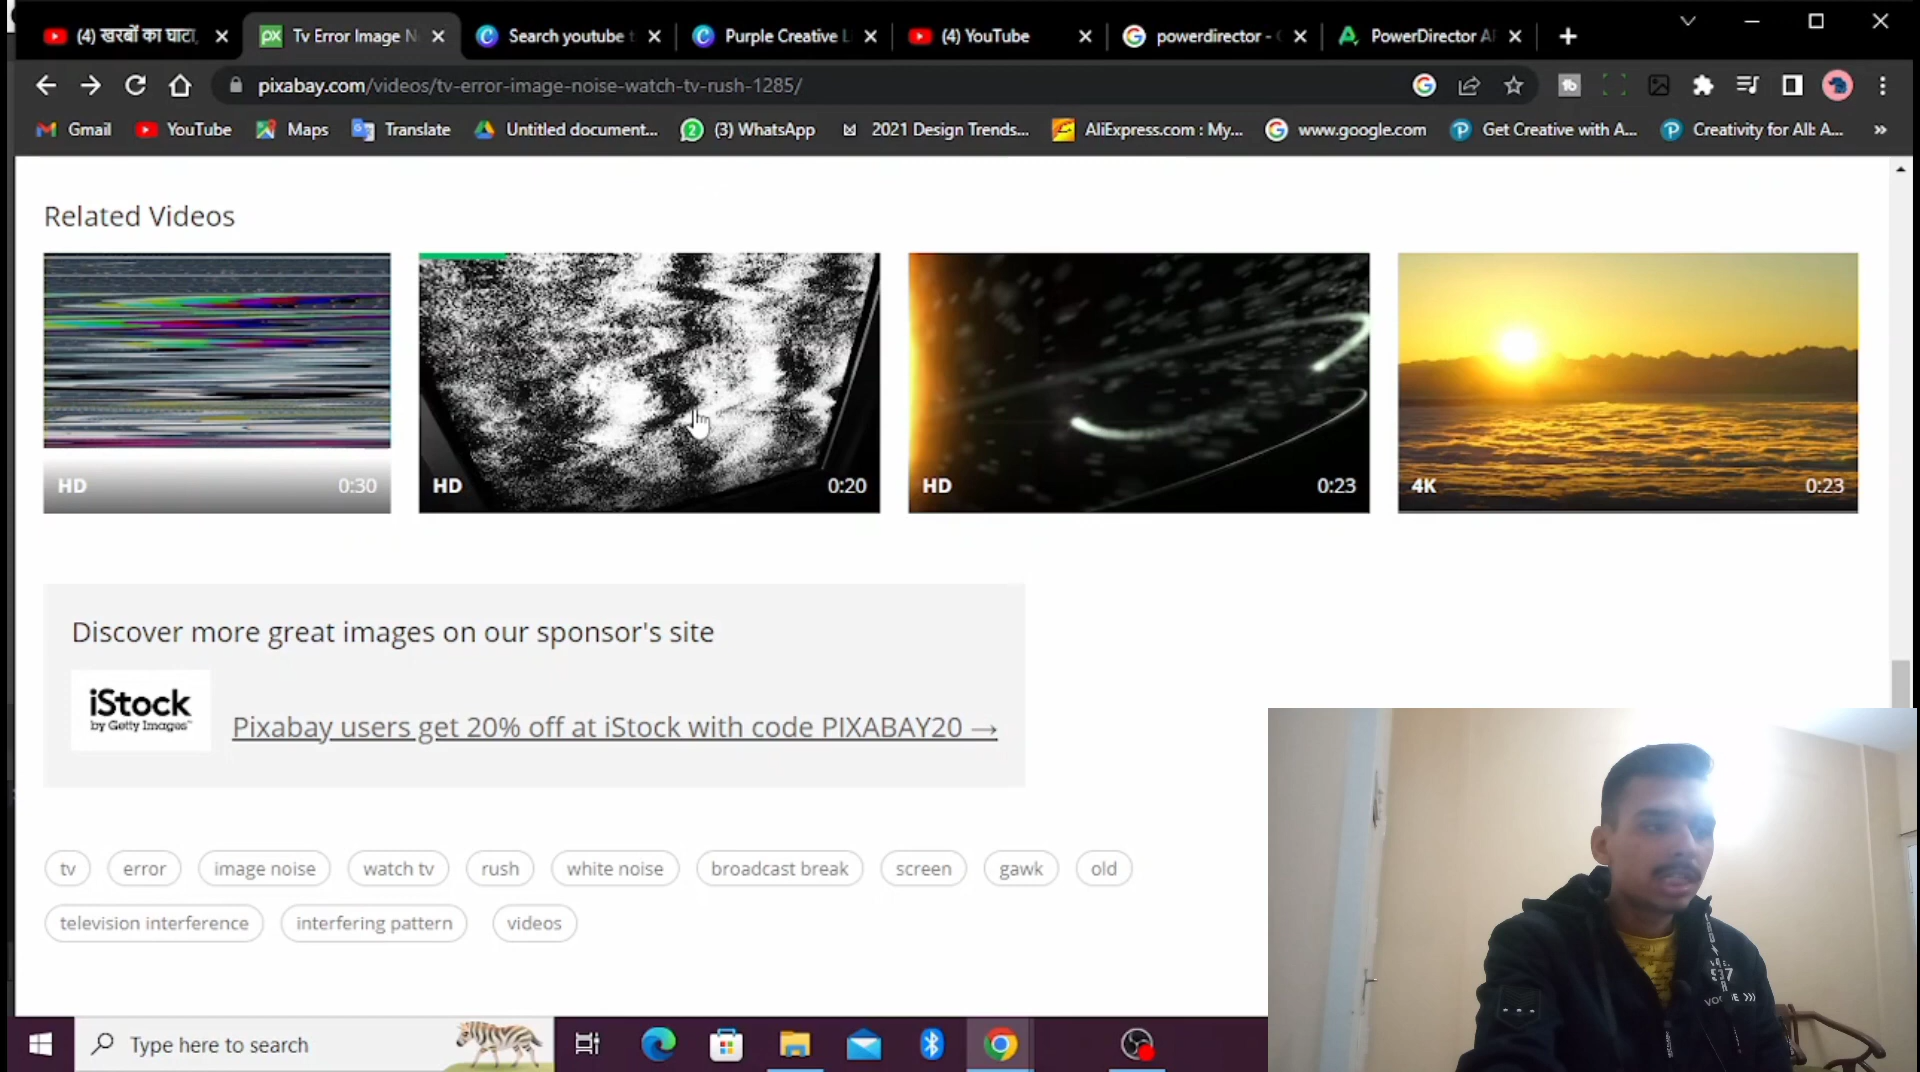 (4) खरबों का घाटा,
Tv Error Image N
Search youtube t
Purple Creative L
(4) YouTube
powerdirector - G
PowerDirector AI
pixabay.com/videos/tv-error-image-noise-watch-tv-rush-1285/
Gmail
YouTube
Maps
Translate
Untitled document...
(3) WhatsApp
2021 Design Trends...
AliExpress.com : My...
www.google.com
Get Creative with A...
Creativity for All: A...
Related Videos
HD 0:30
HD 0:20
HD 0:23
4K 0:23
Discover more great images on our sponsor's site
iStock
by Getty Images™
Pixabay users get 20% off at iStock with code PIXABAY20 →
tv
error
image noise
watch tv
rush
white noise
broadcast break
screen
gawk
old
television interference
interfering pattern
videos
Type here to search